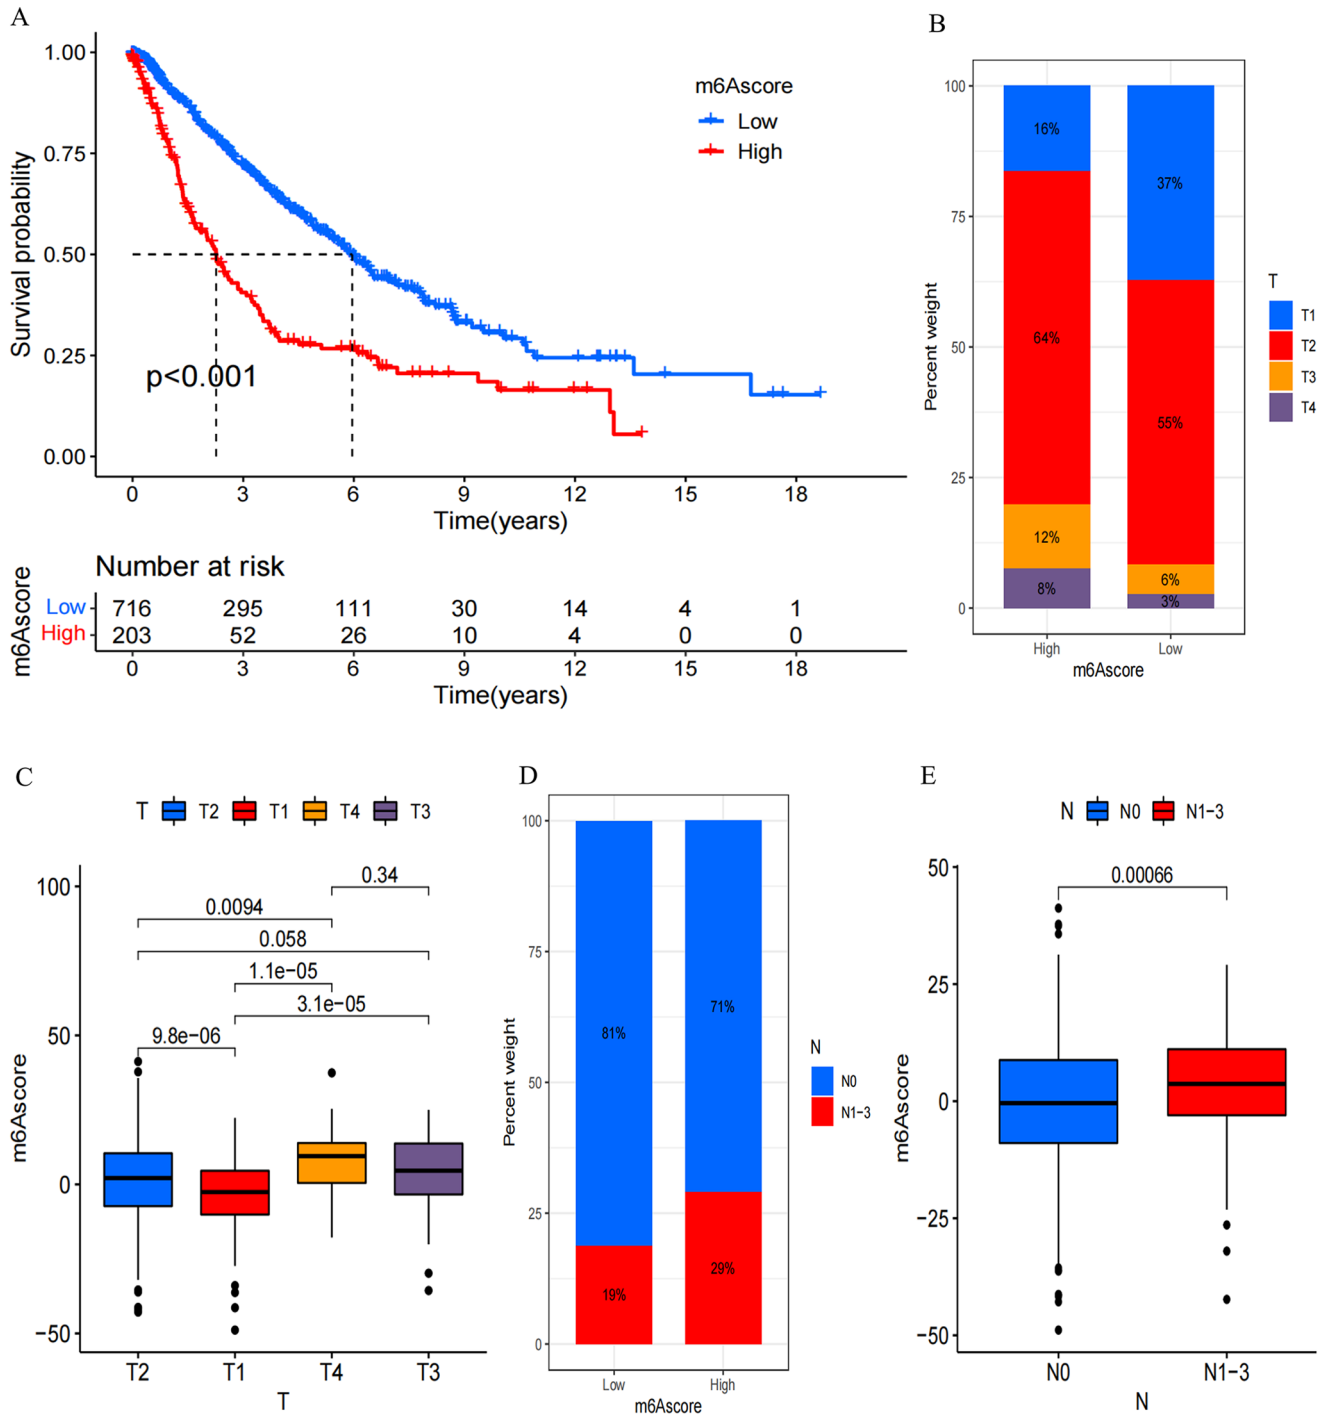 A
1.00
0.75
0.50
0.25
0.00
Survival probability
m6Ascore
Low
High
p<0.001
0 3 6 9 12 15 18
Time(years)
Number at risk
m6Ascore
Low 716 295 111 30 14 4 1
High 203 52 26 10 4 0 0
0 3 6 9 12 15 18
Time(years)
B
100
75
50
25
0
Percent weight
16%
64%
12%
8%
37%
55%
6%
3%
High Low
m6Ascore
T
T1
T2
T3
T4
C
T T2 T1 T4 T3
100
50
0
−50
m6Ascore
0.34
0.0094
0.058
1.1e−05
3.1e−05
9.8e−06
T2 T1 T4 T3
T
D
100
75
50
25
0
Percent weight
81%
19%
71%
29%
Low High
m6Ascore
N
N0
N1−3
E
N N0 N1−3
50
25
0
−25
−50
m6Ascore
0.00066
N0 N1−3
N